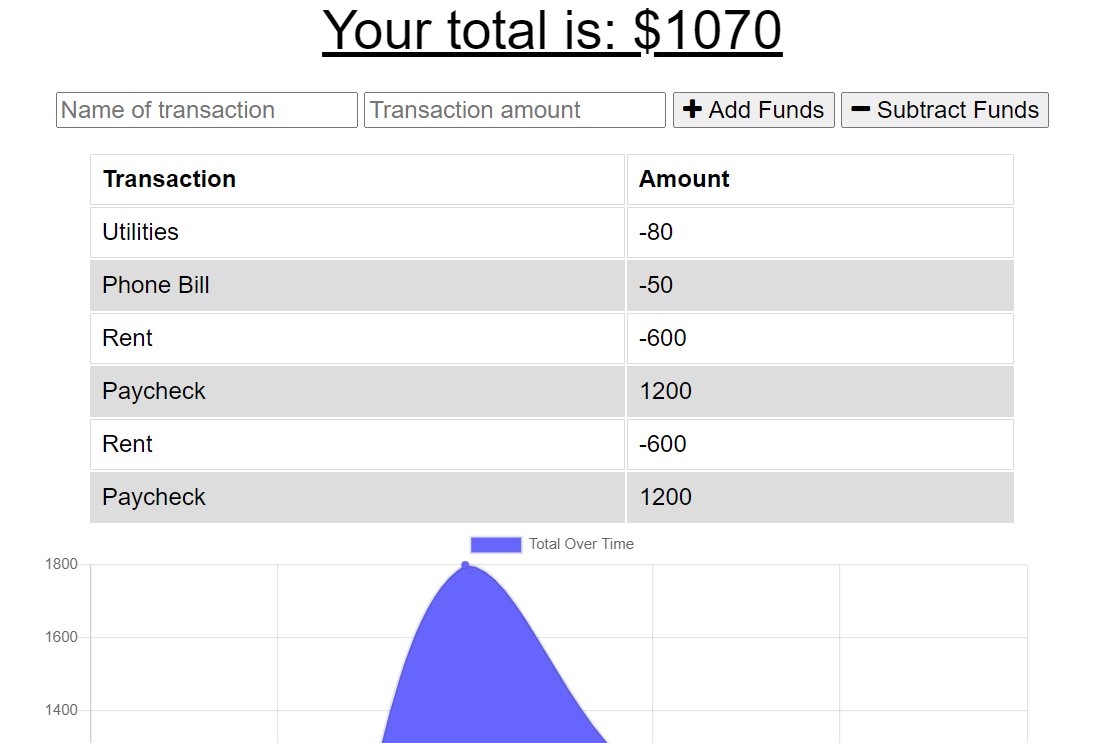 Your total is: $1070
Name of transaction Transaction amount Add Funds Subtract Funds
Transaction Amount
Utilities -80
Phone Bill -50
Rent -600
Paycheck 1200
Rent -600
Paycheck 1200
Total Over Time
1800
1600
1400